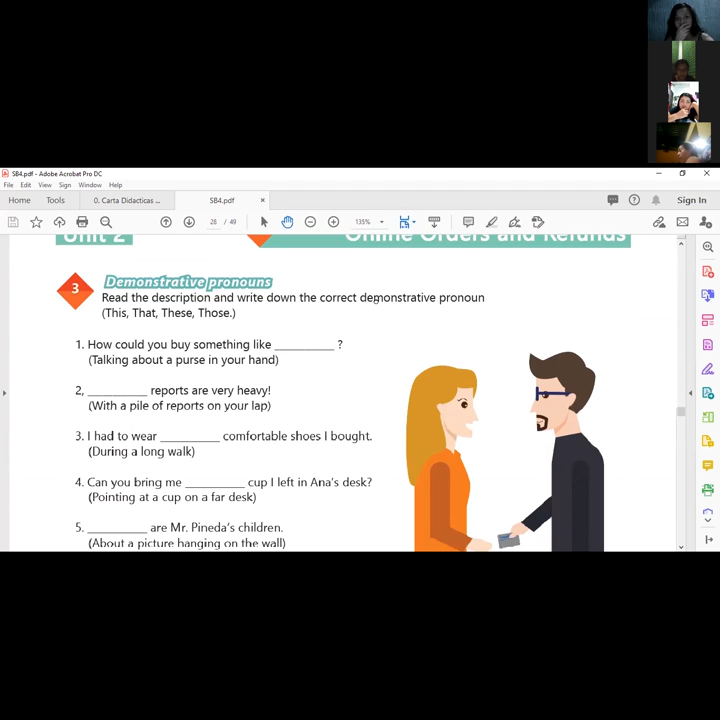 SB4.pdf - Adobe Acrobat Pro DC
File Edit View Sign Window Help
Home Tools 0. Carta Didacticas ... SB4.pdf × Sign In
28 / 49 135%
Unit 2 Online Orders and Refunds
3 Demonstrative pronouns
Read the description and write down the correct demonstrative pronoun
(This, That, These, Those.)
1. How could you buy something like __________ ?
(Talking about a purse in your hand)
2, __________ reports are very heavy!
(With a pile of reports on your lap)
3. I had to wear __________ comfortable shoes I bought.
(During a long walk)
4. Can you bring me __________ cup I left in Ana's desk?
(Pointing at a cup on a far desk)
5. __________ are Mr. Pineda's children.
(About a picture hanging on the wall)